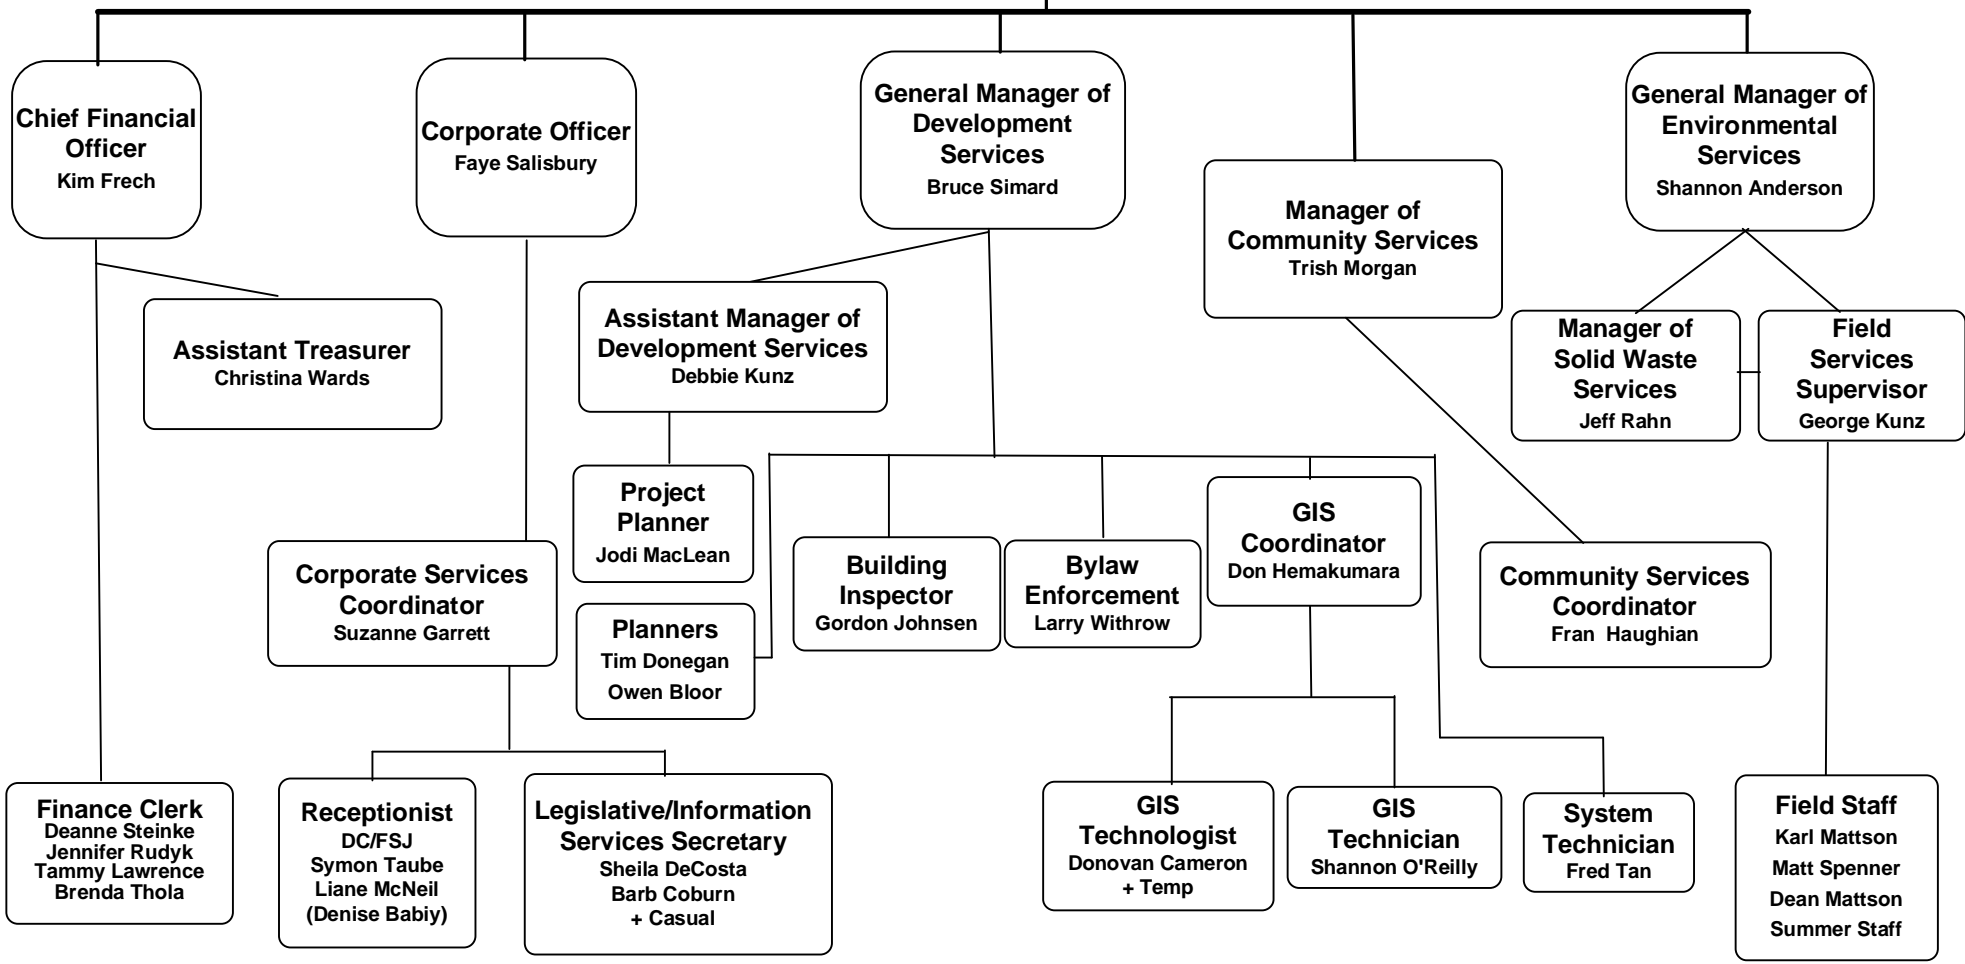 Chief Financial
Officer
Kim Frech
Corporate Officer
Faye Salisbury
General Manager of
Development
Services
Bruce Simard
Manager of
Community Services
Trish Morgan
General Manager of
Environmental
Services
Shannon Anderson
Assistant Treasurer
Christina Wards
Assistant Manager of
Development Services
Debbie Kunz
Manager of
Solid Waste
Services
Jeff Rahn
Field
Services
Supervisor
George Kunz
Project
Planner
Jodi MacLean
Corporate Services
Coordinator
Suzanne Garrett
Planners
Tim Donegan
Owen Bloor
Building
Inspector
Gordon Johnsen
Bylaw
Enforcement
Larry Withrow
GIS
Coordinator
Don Hemakumara
Community Services
Coordinator
Fran Haughian
Finance Clerk
Deanne Steinke
Jennifer Rudyk
Tammy Lawrence
Brenda Thola
Receptionist
DC/FSJ
Symon Taube
Liane McNeil
(Denise Babiy)
Legislative/Information
Services Secretary
Sheila DeCosta
Barb Coburn
+ Casual
GIS
Technologist
Donovan Cameron
+ Temp
GIS
Technician
Shannon O'Reilly
System
Technician
Fred Tan
Field Staff
Karl Mattson
Matt Spenner
Dean Mattson
Summer Staff